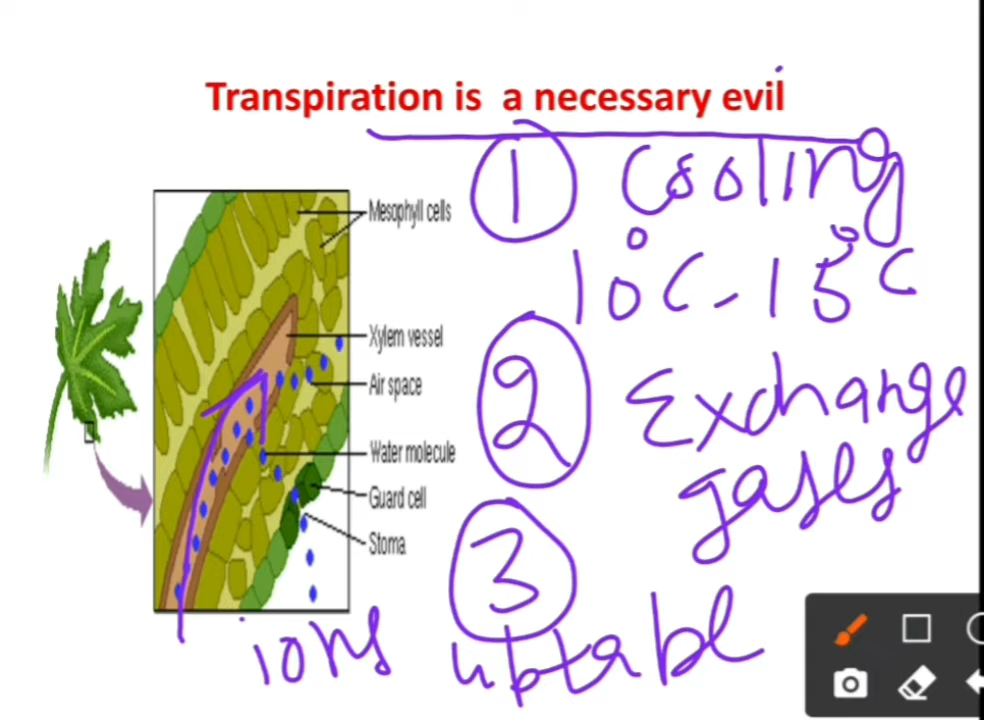 Transpiration is a necessary evil
Mesophyll cells
Xylem vessel
Air space
Water molecule
Guard cell
Stoma
1 Cooling
10°C-15°C
2 Exchange
gases
3
ions uptake